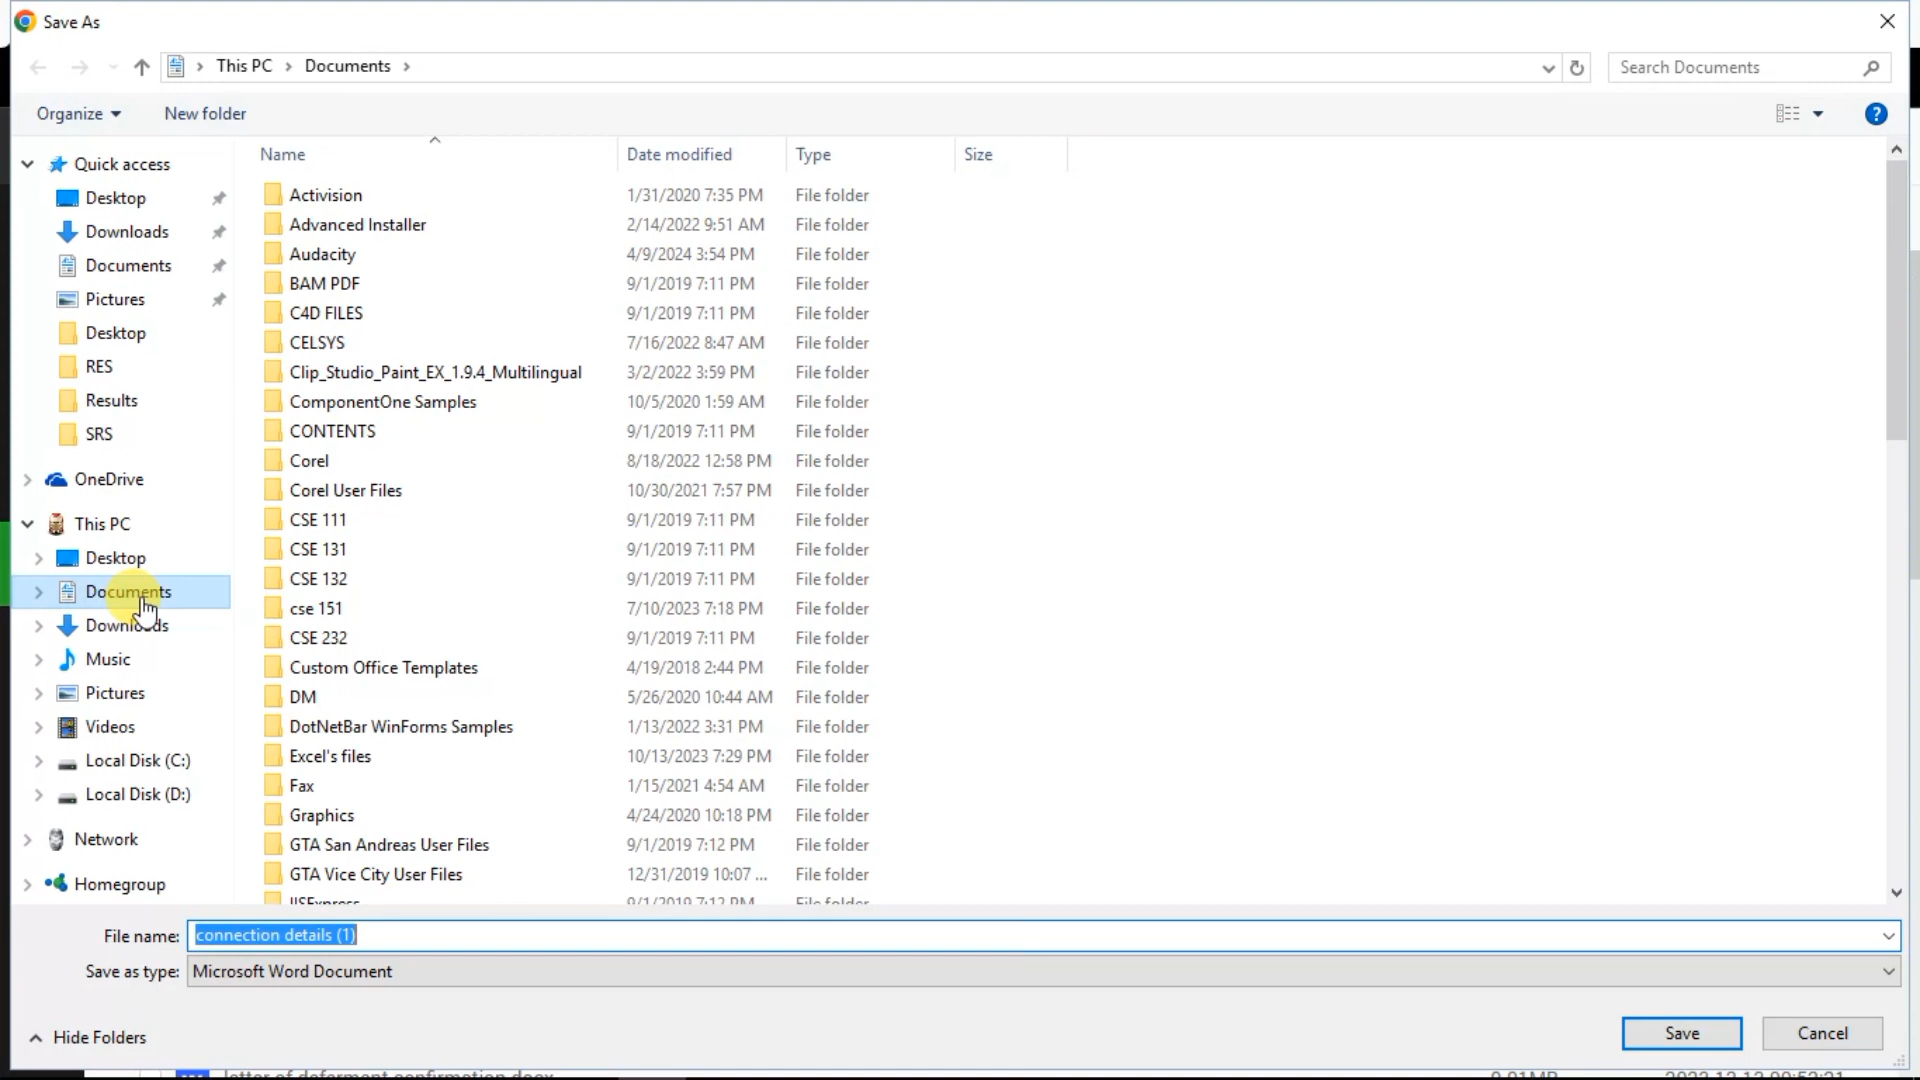 Save As
This PC > Documents >
Search Documents
Organize
New folder
Name
Date modified
Type
Size
Quick access
Desktop
Downloads
Documents
Pictures
Desktop
RES
Results
SRS
OneDrive
This PC
Desktop
Documents
Downloads
Music
Pictures
Videos
Local Disk (C:)
Local Disk (D:)
Network
Homegroup
Activision 1/31/2020 7:35 PM File folder
Advanced Installer 2/14/2022 9:51 AM File folder
Audacity 4/9/2024 3:54 PM File folder
BAM PDF 9/1/2019 7:11 PM File folder
C4D FILES 9/1/2019 7:11 PM File folder
CELSYS 7/16/2022 8:47 AM File folder
Clip_Studio_Paint_EX_1.9.4_Multilingual 3/2/2022 3:59 PM File folder
ComponentOne Samples 10/5/2020 1:59 AM File folder
CONTENTS 9/1/2019 7:11 PM File folder
Corel 8/18/2022 12:58 PM File folder
Corel User Files 10/30/2021 7:57 PM File folder
CSE 111 9/1/2019 7:11 PM File folder
CSE 131 9/1/2019 7:11 PM File folder
CSE 132 9/1/2019 7:11 PM File folder
cse 151 7/10/2023 7:18 PM File folder
CSE 232 9/1/2019 7:11 PM File folder
Custom Office Templates 4/19/2018 2:44 PM File folder
DM 5/26/2020 10:44 AM File folder
DotNetBar WinForms Samples 1/13/2022 3:31 PM File folder
Excel's files 10/13/2023 7:29 PM File folder
Fax 1/15/2021 4:54 AM File folder
Graphics 4/24/2020 10:18 PM File folder
GTA San Andreas User Files 9/1/2019 7:12 PM File folder
GTA Vice City User Files 12/31/2019 10:07 ... File folder
IISExpress 9/1/2019 7:12 PM File folder
File name: connection details (1)
Save as type: Microsoft Word Document
Hide Folders
Save
Cancel
letter of deferment confirmation.docx